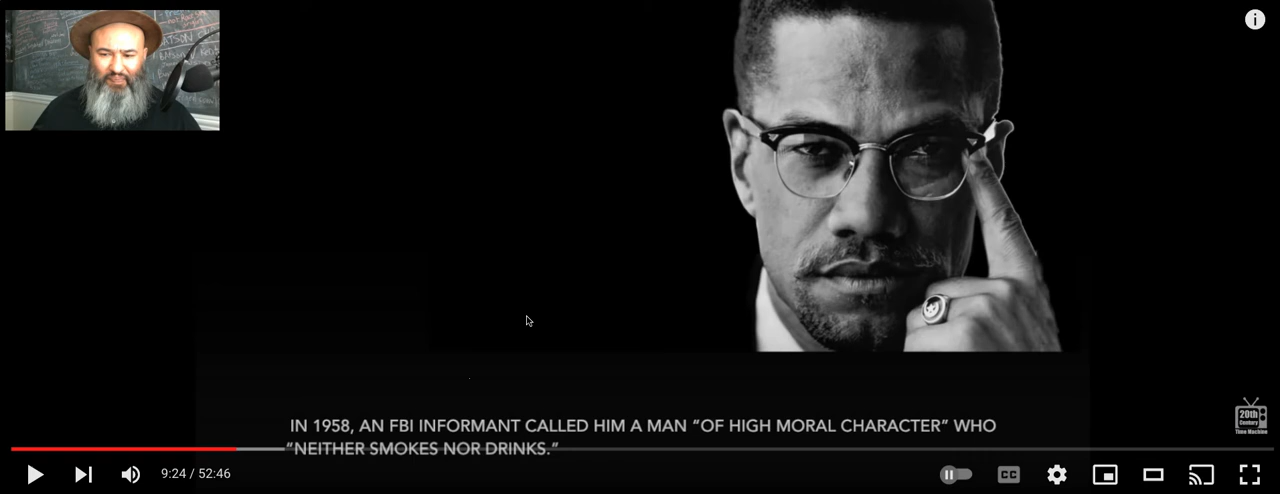 IN 1958, AN FBI INFORMANT CALLED HIM A MAN “OF HIGH MORAL CHARACTER” WHO
“NEITHER SMOKES NOR DRINKS.”
20th
Century
Time Machine
9:24 / 52:46
CC